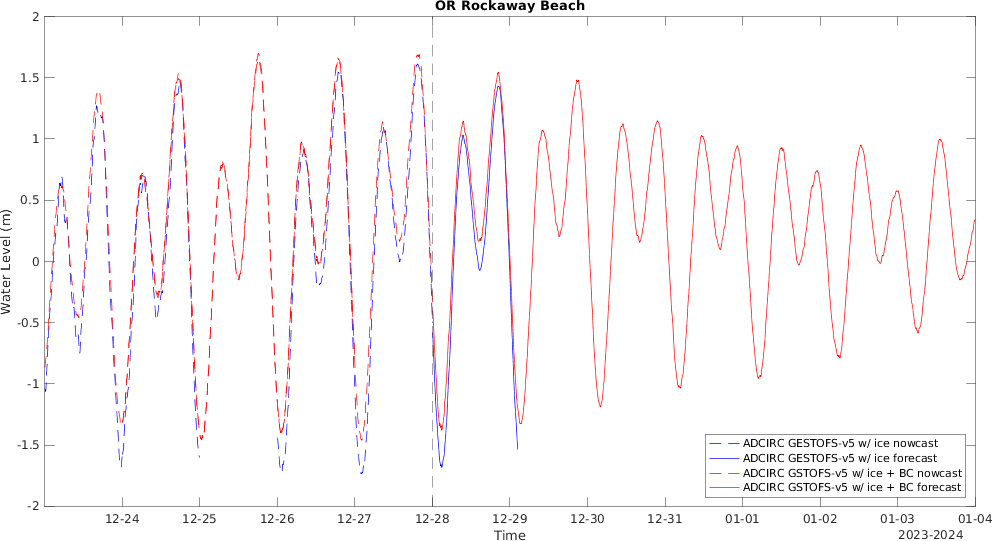 OR Rockaway Beach
2
1.5
1
0.5
0
-0.5
-1
-1.5
-2
Water Level (m)
ADCIRC GESTOFS-v5 w/ ice nowcast
ADCIRC GESTOFS-v5 w/ ice forecast
ADCIRC GSTOFS-v5 w/ ice + BC nowcast
ADCIRC GSTOFS-v5 w/ ice + BC forecast
12-24 12-25 12-26 12-27 12-28 12-29 12-30 12-31 01-01 01-02 01-03 01-04
Time
2023-2024